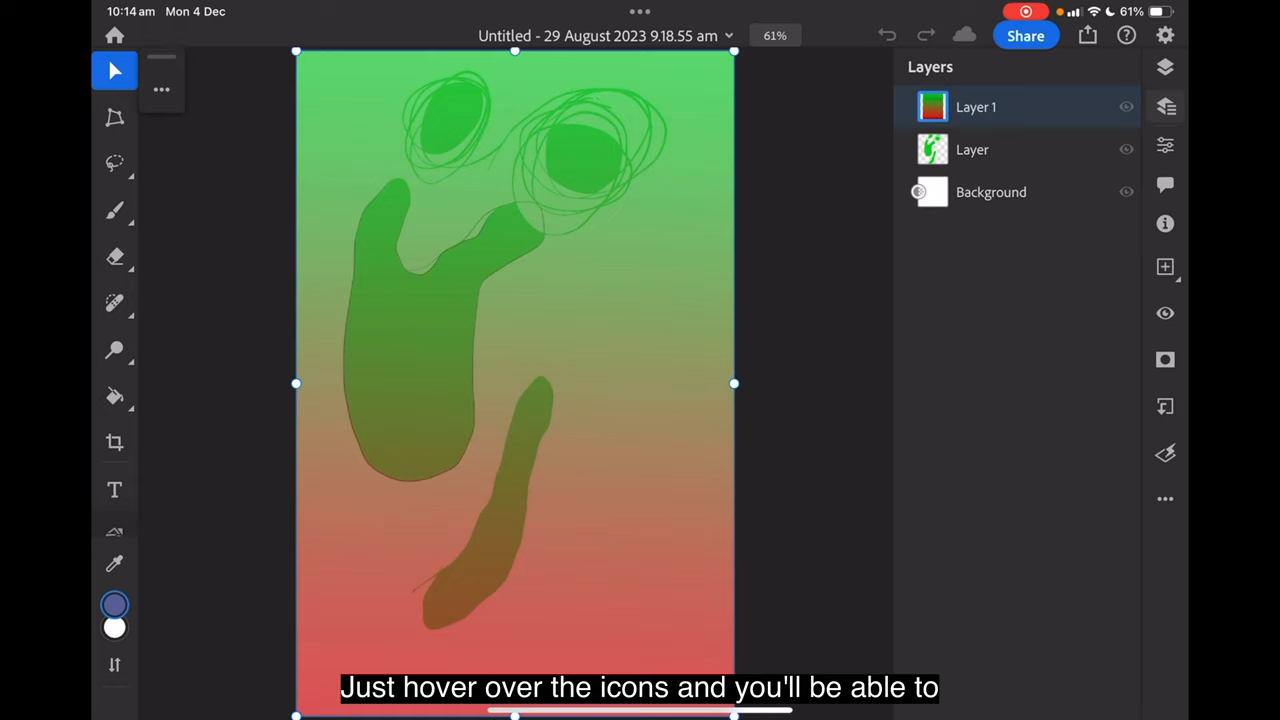 10:14 am Mon 4 Dec
61%
Untitled - 29 August 2023 9.18.55 am
61%
Share
Layers
Layer 1
Layer
Background
T
Just hover over the icons and you'll be able to